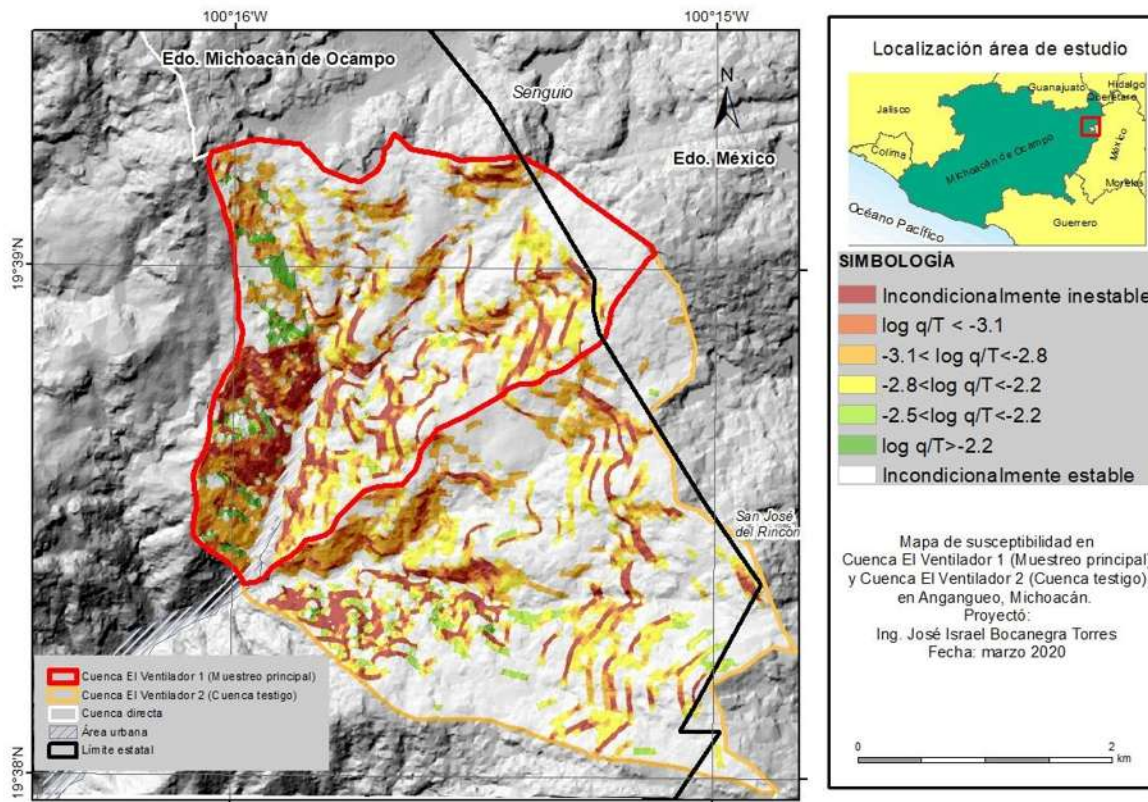 100°16'W
100°15'W
19°39'N
19°38'N
100°16'W
100°15'W
Edo. Michoacán de Ocampo
Senguio
N
Edo. México
San José
del Rincón
Cuenca El Ventilador 1 (Muestreo principal)
Cuenca El Ventilador 2 (Cuenca testigo)
Cuenca directa
Área urbana
Límite estatal
Localización área de estudio
Guanajuato
Hidalgo
Querétaro
Jalisco
Colima
Michoacán de Ocampo
México
Morelos
Guerrero
Océano Pacífico
SIMBOLOGÍA
Incondicionalmente inestable
log q/T < -3.1
-3.1< log q/T<-2.8
-2.8<log q/T<-2.2
-2.5<log q/T<-2.2
log q/T>-2.2
Incondicionalmente estable
Mapa de susceptibilidad en
Cuenca El Ventilador 1 (Muestreo principal)
y Cuenca El Ventilador 2 (Cuenca testigo)
en Angangueo, Michoacán.
Proyectó:
Ing. José Israel Bocanegra Torres
Fecha: marzo 2020
0 2
km